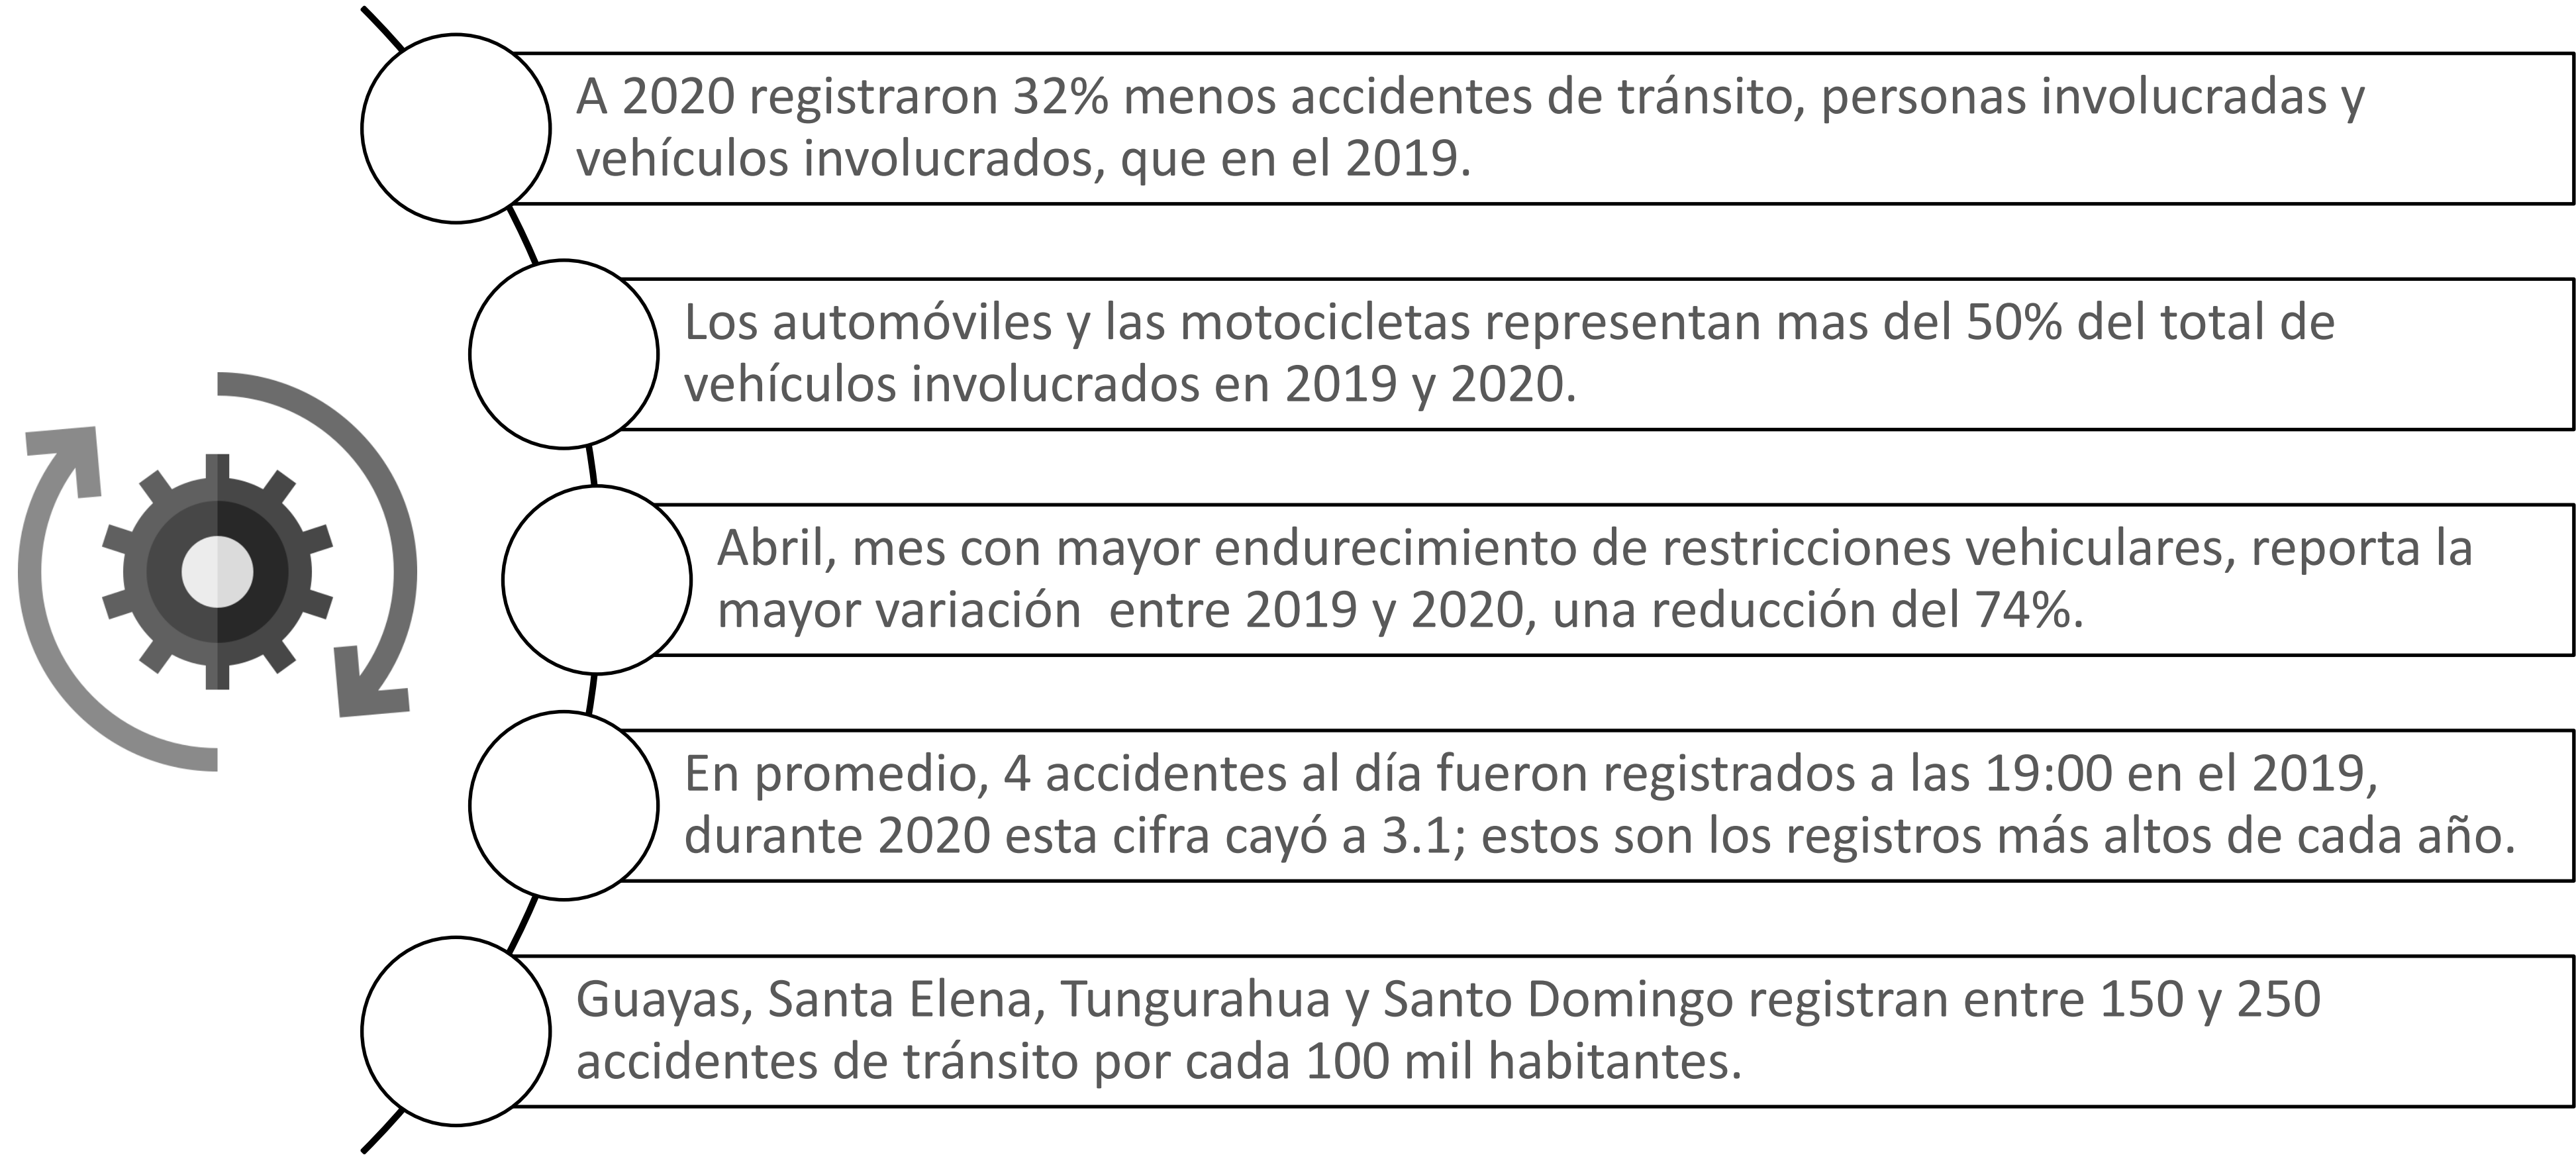 A 2020 registraron 32% menos accidentes de tránsito, personas involucradas y
vehículos involucrados, que en el 2019.
Los automóviles y las motocicletas representan mas del 50% del total de
vehículos involucrados en 2019 y 2020.
Abril, mes con mayor endurecimiento de restricciones vehiculares, reporta la
mayor variación  entre 2019 y 2020, una reducción del 74%.
En promedio, 4 accidentes al día fueron registrados a las 19:00 en el 2019,
durante 2020 esta cifra cayó a 3.1; estos son los registros más altos de cada año.
Guayas, Santa Elena, Tungurahua y Santo Domingo registran entre 150 y 250
accidentes de tránsito por cada 100 mil habitantes.